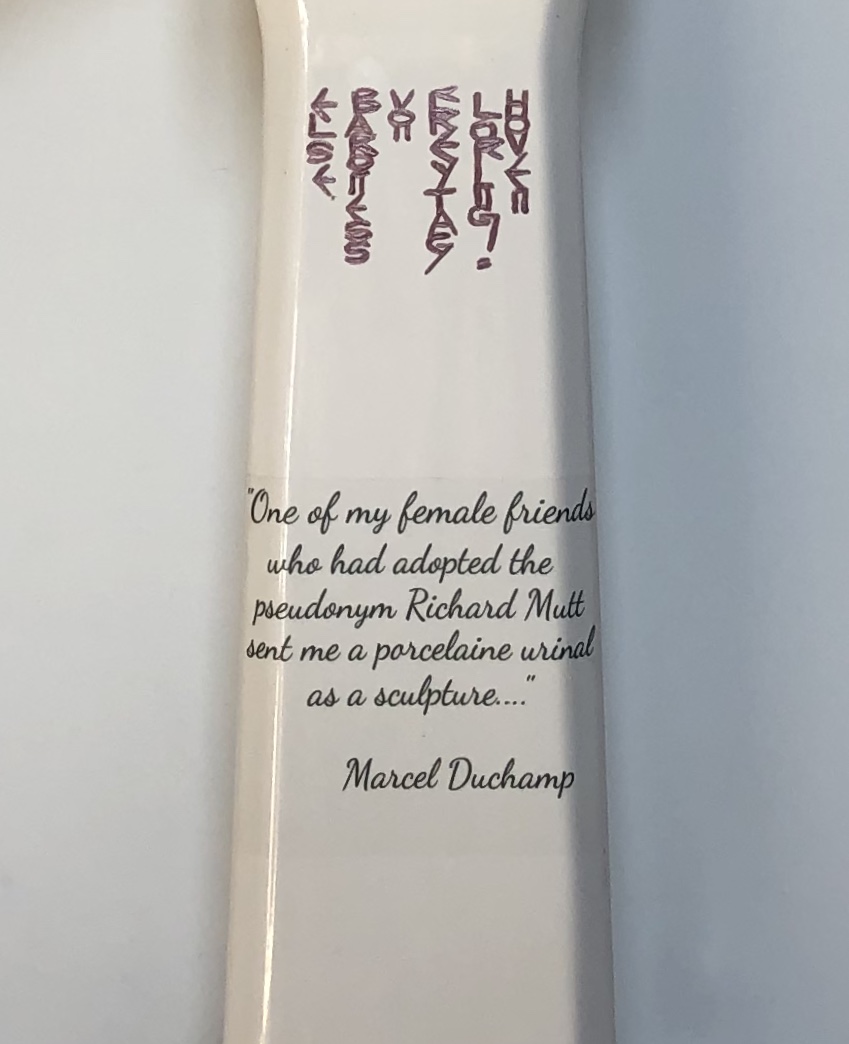 ELSE
BARONESS
VON
FREYTAG
LORING-
HOVEN
"One of my female friends
who had adopted the
pseudonym Richard Mutt
sent me a porcelaine urinal
as a sculpture...."
Marcel Duchamp